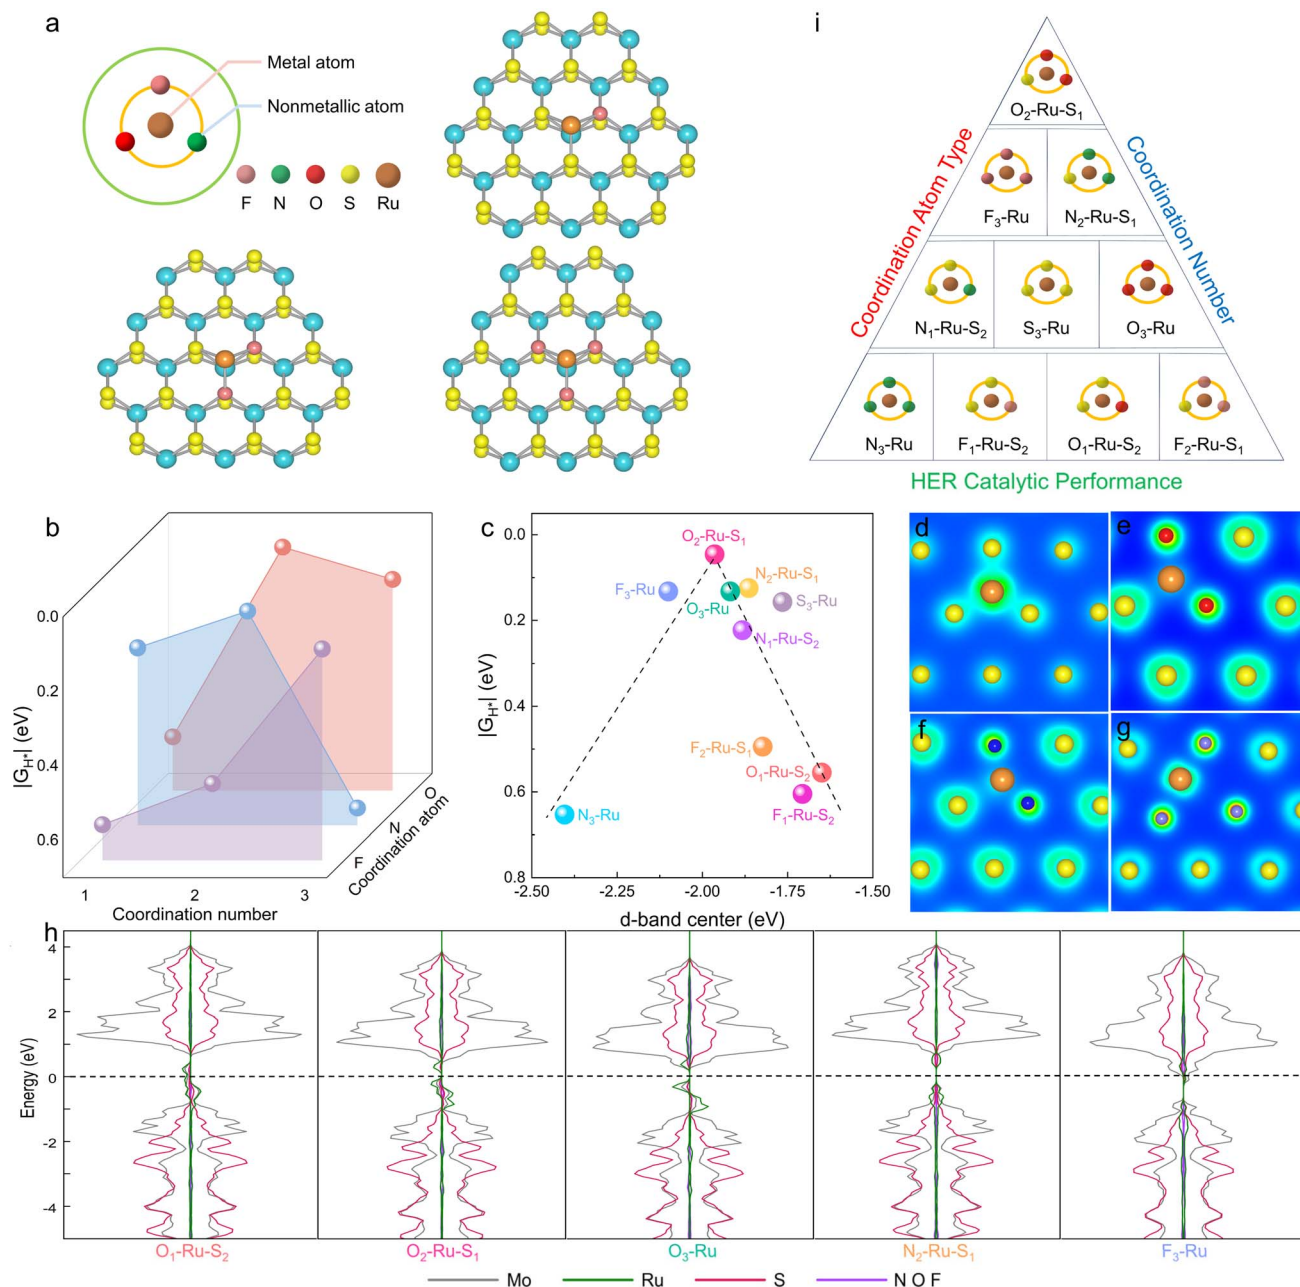 a
Metal atom
Nonmetallic atom
F N O S Ru
i
Coordination Atom Type
Coordination Number
O₂-Ru-S₁
F₃-Ru N₂-Ru-S₁
N₁-Ru-S₂ S₃-Ru O₃-Ru
N₃-Ru F₁-Ru-S₂ O₁-Ru-S₂ F₂-Ru-S₁
HER Catalytic Performance
b
|G_H*| (eV)
0.0
0.2
0.4
0.6
1 2 3
Coordination number
F N O
Coordination atom
c
|G_H*| (eV)
0.0
0.2
0.4
0.6
0.8
O₂-Ru-S₁
N₂-Ru-S₁
F₃-Ru
O₃-Ru
S₃-Ru
N₁-Ru-S₂
F₂-Ru-S₁
O₁-Ru-S₂
F₁-Ru-S₂
N₃-Ru
-2.50 -2.25 -2.00 -1.75 -1.50
d-band center (eV)
d e
f g
h
Energy (eV)
4
2
0
-2
-4
O₁-Ru-S₂ O₂-Ru-S₁ O₃-Ru N₂-Ru-S₁ F₃-Ru
Mo Ru S N O F